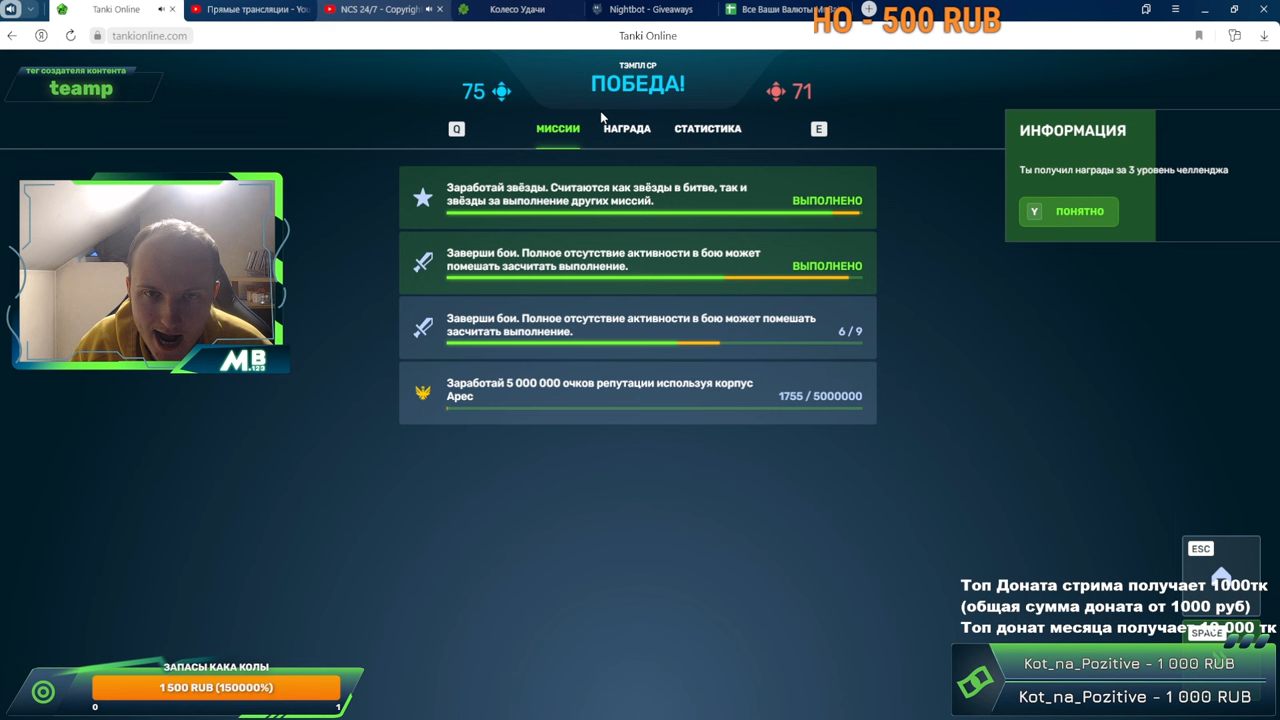 Tanki Online
Прямые трансляции - You
NCS 24/7 - Copyright
Колесо Удачи
Nightbot - Giveaways
Все Ваши Валюты
НО - 500 RUB
tankionline.com
Tanki Online
тег создателя контента
teamp
75
ТЭМПЛ CP
ПОБЕДА!
71
Q
МИССИИ
НАГРАДА
СТАТИСТИКА
E
ИНФОРМАЦИЯ
Ты получил награды за 3 уровень челленджа
Y ПОНЯТНО
Заработай звёзды. Считаются как звёзды в битве, так и
звёзды за выполнение других миссий.
ВЫПОЛНЕНО
Заверши бои. Полное отсутствие активности в бою может
помешать засчитать выполнение.
ВЫПОЛНЕНО
Заверши бои. Полное отсутствие активности в бою может помешать
засчитать выполнение.
6 / 9
Заработай 5 000 000 очков репутации используя корпус
Арес
1755 / 5000000
MB
.123
ESC
Топ Доната стрима получает 1000тк
(общая сумма доната от 1000 руб)
Топ донат месяца получает 10 000 тк
SPACE
Kot_na_Pozitive - 1 000 RUB
Kot_na_Pozitive - 1 000 RUB
ЗАПАСЫ КАКА КОЛЫ
1 500 RUB (150000%)
0
1